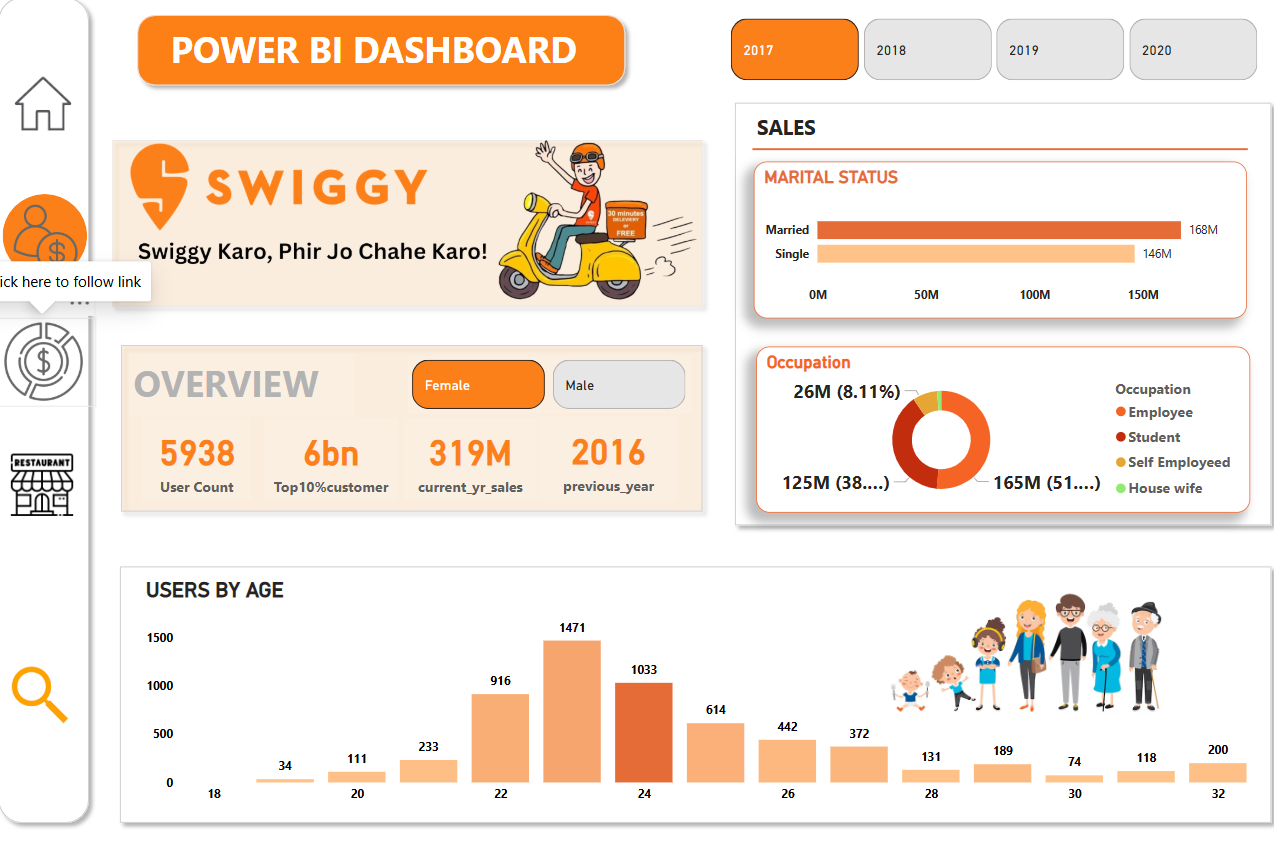 POWER BI DASHBOARD
2017
2018
2019
2020
SWIGGY
Swiggy Karo, Phir Jo Chahe Karo!
30 minutes
DELEVERY
or
FREE
ick here to follow link
...
RESTAURANT
OVERVIEW
Female
Male
5938
User Count
6bn
Top10%customer
319M
current_yr_sales
2016
previous_year
SALES
MARITAL STATUS
Married
168M
Single
146M
0M
50M
100M
150M
Occupation
26M (8.11%)
125M (38....)
165M (51....)
Occupation
Employee
Student
Self Employeed
House wife
USERS BY AGE
1500
1000
500
0
34
111
233
916
1471
1033
614
442
372
131
189
74
118
200
18
20
22
24
26
28
30
32